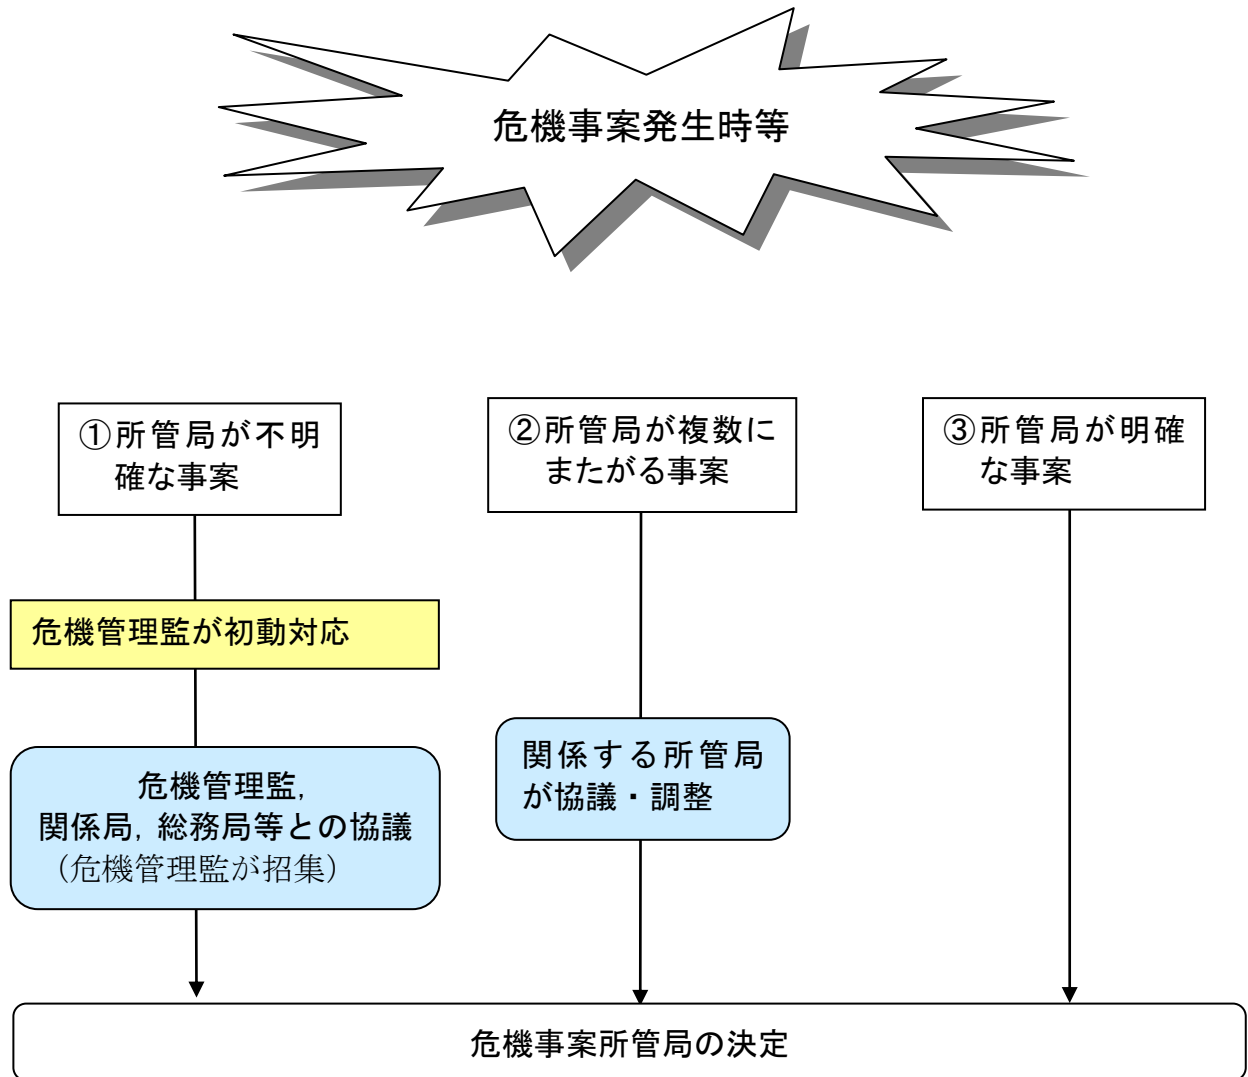 危機事案発生時等
①所管局が不明
確な事案
②所管局が複数に
またがる事案
③所管局が明確
な事案
危機管理監が初動対応
関係する所管局
が協議・調整
危機管理監，
関係局，総務局等との協議
（危機管理監が招集）
危機事案所管局の決定